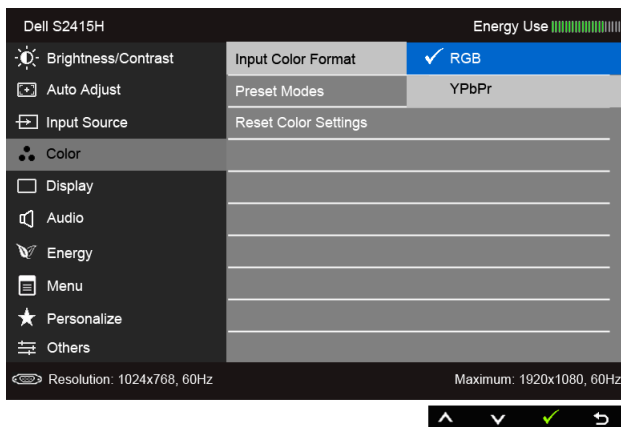 Dell S2415H Energy Use
Brightness/Contrast Input Color Format RGB
Auto Adjust Preset Modes YPbPr
Input Source Reset Color Settings
Color
Display
Audio
Energy
Menu
Personalize
Others
Resolution: 1024x768, 60Hz Maximum: 1920x1080, 60Hz